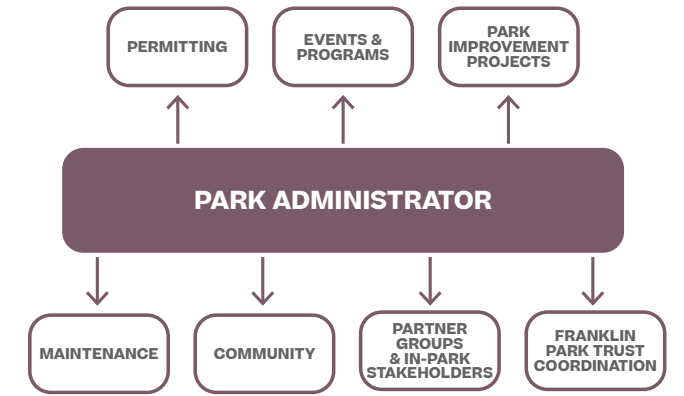 PERMITTING
EVENTS &
PROGRAMS
PARK
IMPROVEMENT
PROJECTS
PARK ADMINISTRATOR
MAINTENANCE
COMMUNITY
PARTNER
GROUPS
& IN-PARK
STAKEHOLDERS
FRANKLIN
PARK TRUST
COORDINATION